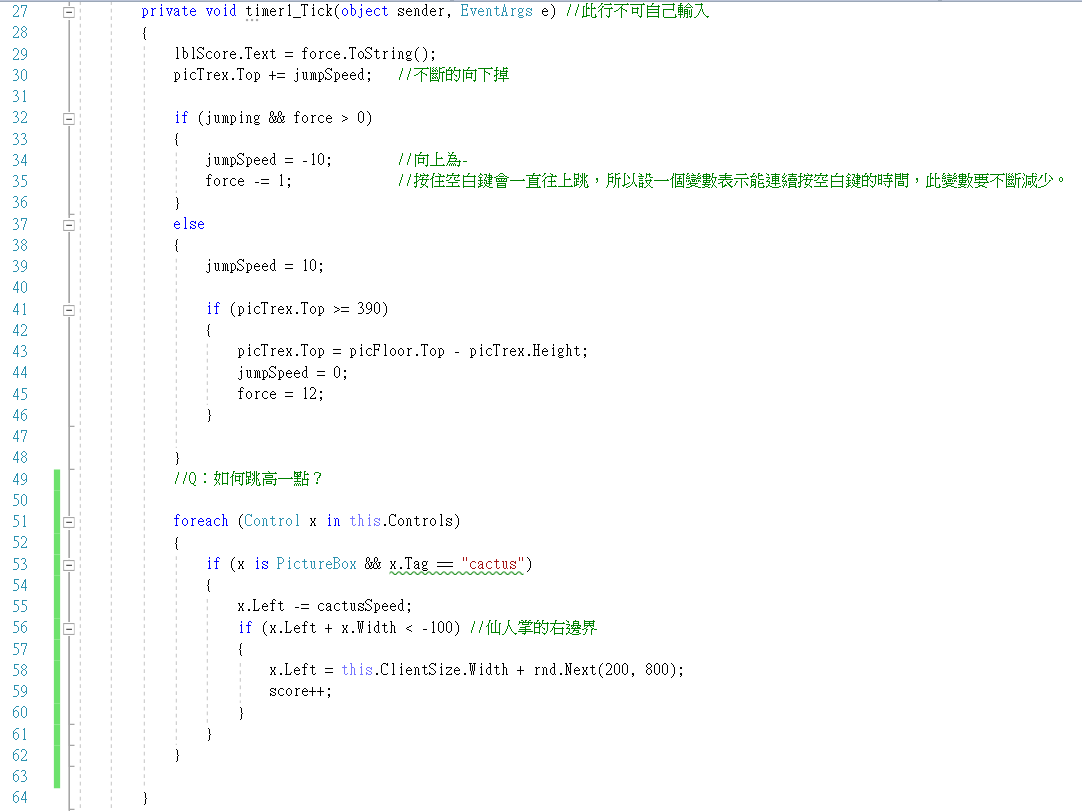 27 private void timer1_Tick(object sender, EventArgs e) //此行不可自己輸入
28 {
29 lblScore.Text = force.ToString();
30 picTrex.Top += jumpSpeed; //不斷的向下掉
31
32 if (jumping && force > 0)
33 {
34 jumpSpeed = -10; //向上為-
35 force -= 1; //按住空白鍵會一直往上跳，所以設一個變數表示能連續按空白鍵的時間，此變數要不斷減少。
36 }
37 else
38 {
39 jumpSpeed = 10;
40
41 if (picTrex.Top >= 390)
42 {
43 picTrex.Top = picFloor.Top - picTrex.Height;
44 jumpSpeed = 0;
45 force = 12;
46 }
47
48 }
49 //Q：如何跳高一點？
50
51 foreach (Control x in this.Controls)
52 {
53 if (x is PictureBox && x.Tag == "cactus")
54 {
55 x.Left -= cactusSpeed;
56 if (x.Left + x.Width < -100) //仙人掌的右邊界
57 {
58 x.Left = this.ClientSize.Width + rnd.Next(200, 800);
59 score++;
60 }
61 }
62 }
63
64 }